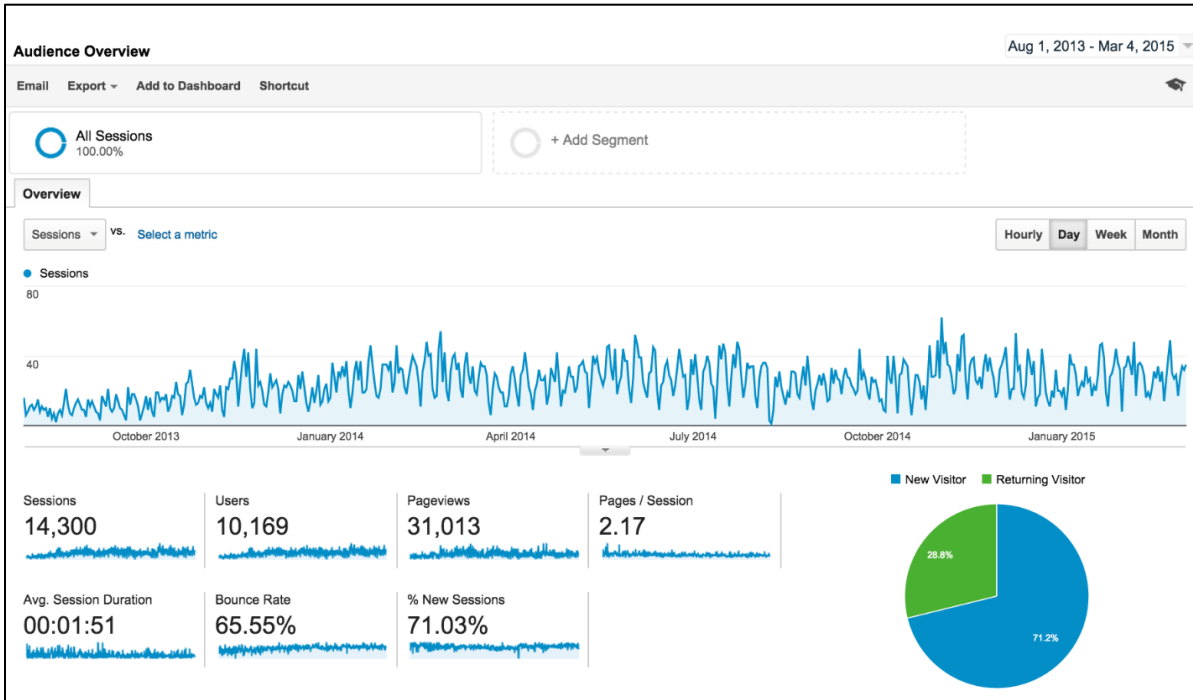 Audience Overview
Aug 1, 2013 - Mar 4, 2015
Email Export Add to Dashboard Shortcut
All Sessions
100.00%
+ Add Segment
Overview
Sessions vs. Select a metric
Hourly Day Week Month
Sessions
80
40
October 2013 January 2014 April 2014 July 2014 October 2014 January 2015
New Visitor Returning Visitor
Sessions
14,300
Users
10,169
Pageviews
31,013
Pages / Session
2.17
Avg. Session Duration
00:01:51
Bounce Rate
65.55%
% New Sessions
71.03%
28.8%
71.2%